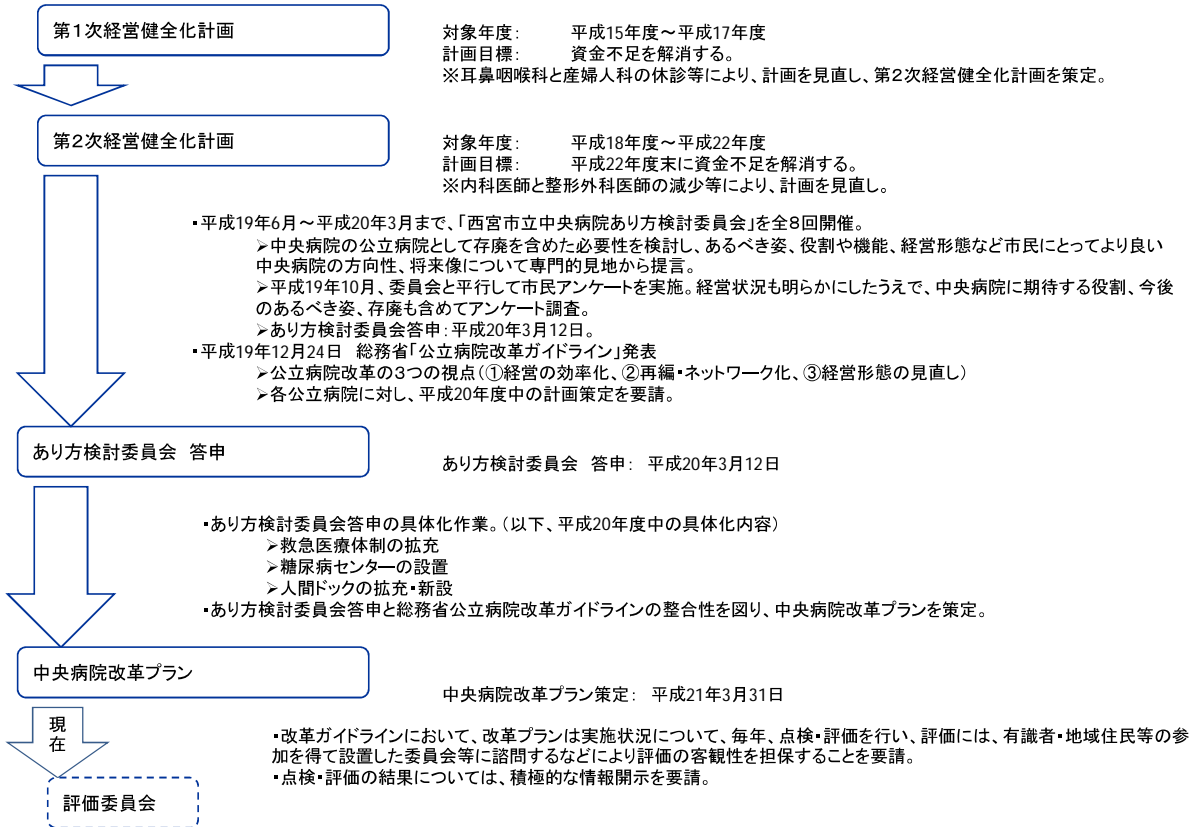 第１次経営健全化計画
対象年度：　平成15年度～平成17年度
計画目標：　資金不足を解消する。
※耳鼻咽喉科と産婦人科の休診等により、計画を見直し、第２次経営健全化計画を策定。
第２次経営健全化計画
対象年度：　平成18年度～平成22年度
計画目標：　平成22年度末に資金不足を解消する。
※内科医師と整形外科医師の減少等により、計画を見直し。
・平成19年6月～平成20年3月まで、「西宮市立中央病院あり方検討委員会」を全８回開催。
➢中央病院の公立病院として存廃を含めた必要性を検討し、あるべき姿、役割や機能、経営形態など市民にとってより良い
中央病院の方向性、将来像について専門的見地から提言。
➢平成19年10月、委員会と平行して市民アンケートを実施。経営状況も明らかにしたうえで、中央病院に期待する役割、今後
のあるべき姿、存廃も含めてアンケート調査。
➢あり方検討委員会答申：平成20年3月12日。
・平成19年12月24日　総務省「公立病院改革ガイドライン」発表
➢公立病院改革の３つの視点（①経営の効率化、②再編・ネットワーク化、③経営形態の見直し）
➢各公立病院に対し、平成20年度中の計画策定を要請。
あり方検討委員会　答申
あり方検討委員会　答申：　平成20年3月12日
・あり方検討委員会答申の具体化作業。（以下、平成20年度中の具体化内容）
➢救急医療体制の拡充
➢糖尿病センターの設置
➢人間ドックの拡充・新設
・あり方検討委員会答申と総務省公立病院改革ガイドラインの整合性を図り、中央病院改革プランを策定。
中央病院改革プラン
中央病院改革プラン策定：　平成21年3月31日
現
在
・改革ガイドラインにおいて、改革プランは実施状況について、毎年、点検・評価を行い、評価には、有識者・地域住民等の参
加を得て設置した委員会等に諮問するなどにより評価の客観性を担保することを要請。
・点検・評価の結果については、積極的な情報開示を要請。
評価委員会